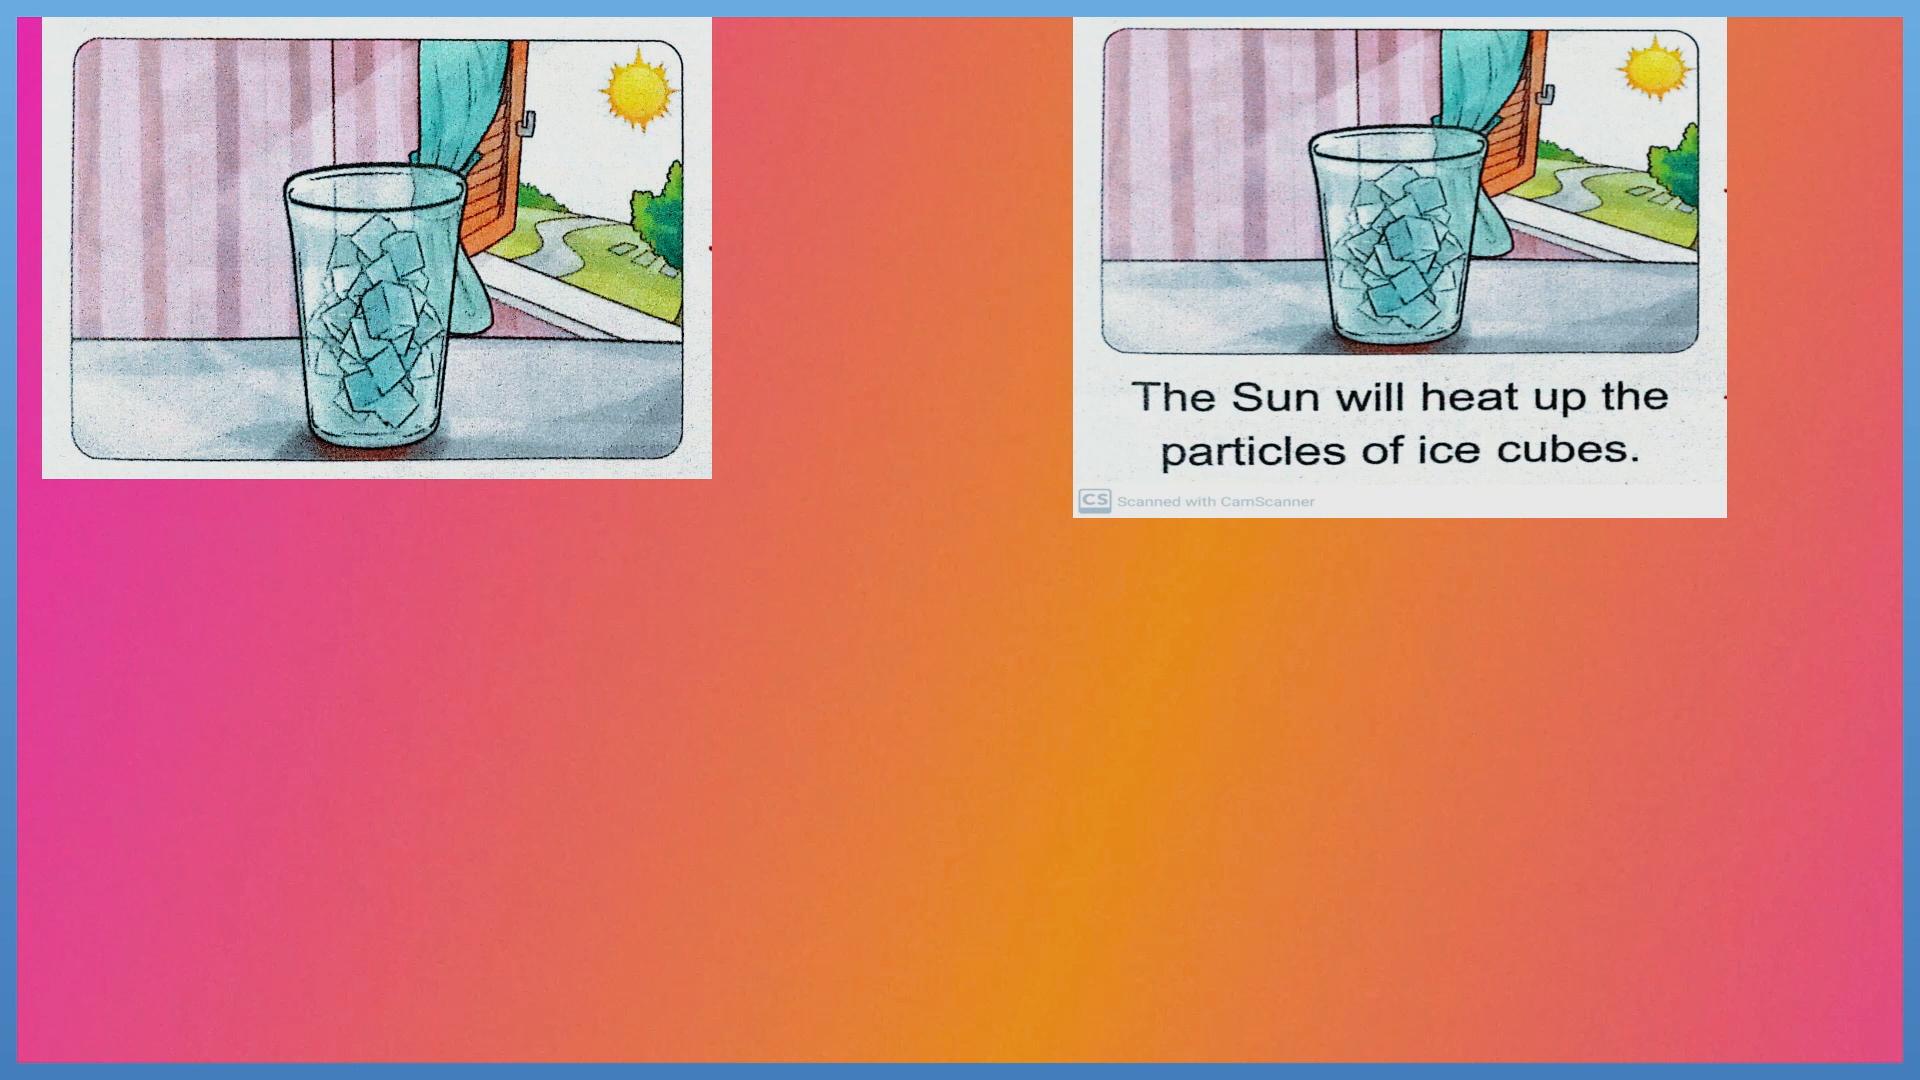 The Sun will heat up the
particles of ice cubes.
CS Scanned with CamScanner